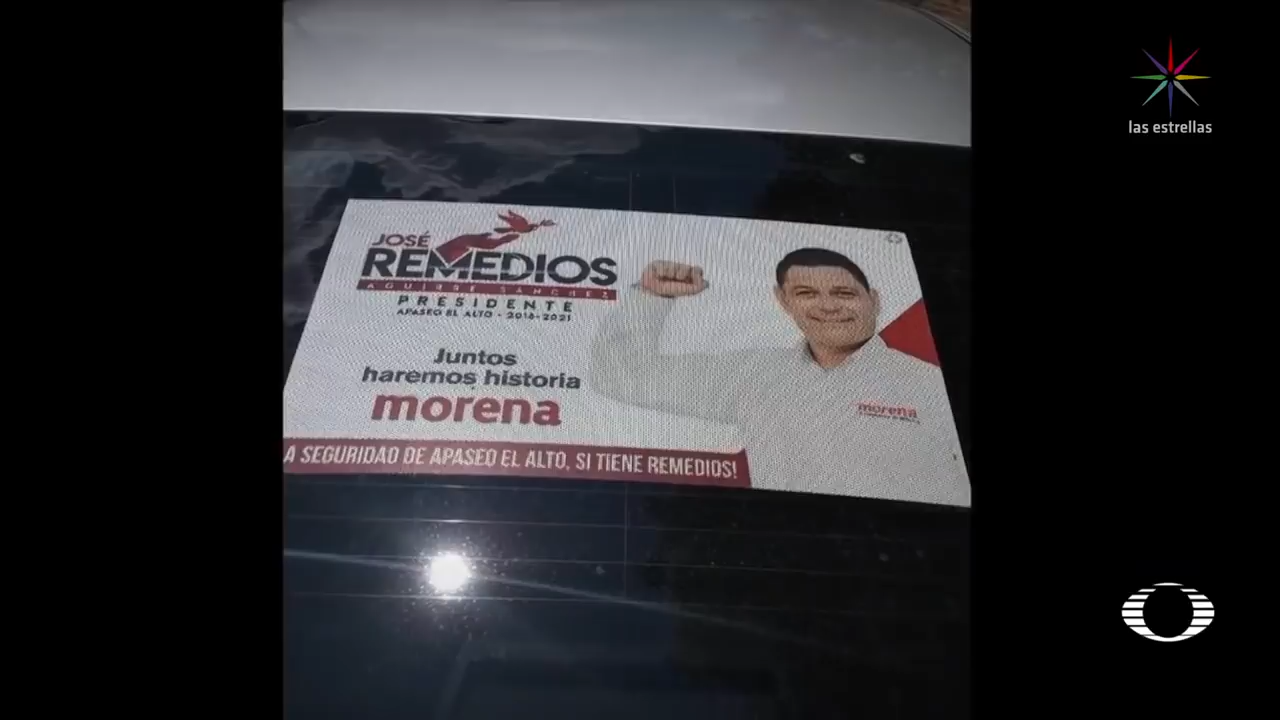 las estrellas
JOSÉ
REMEDIOS
AGUIRRE SÁNCHEZ
PRESIDENTE
APASEO EL ALTO - 2018-2021
Juntos
haremos historia
morena
morena
A SEGURIDAD DE APASEO EL ALTO, SI TIENE REMEDIOS!